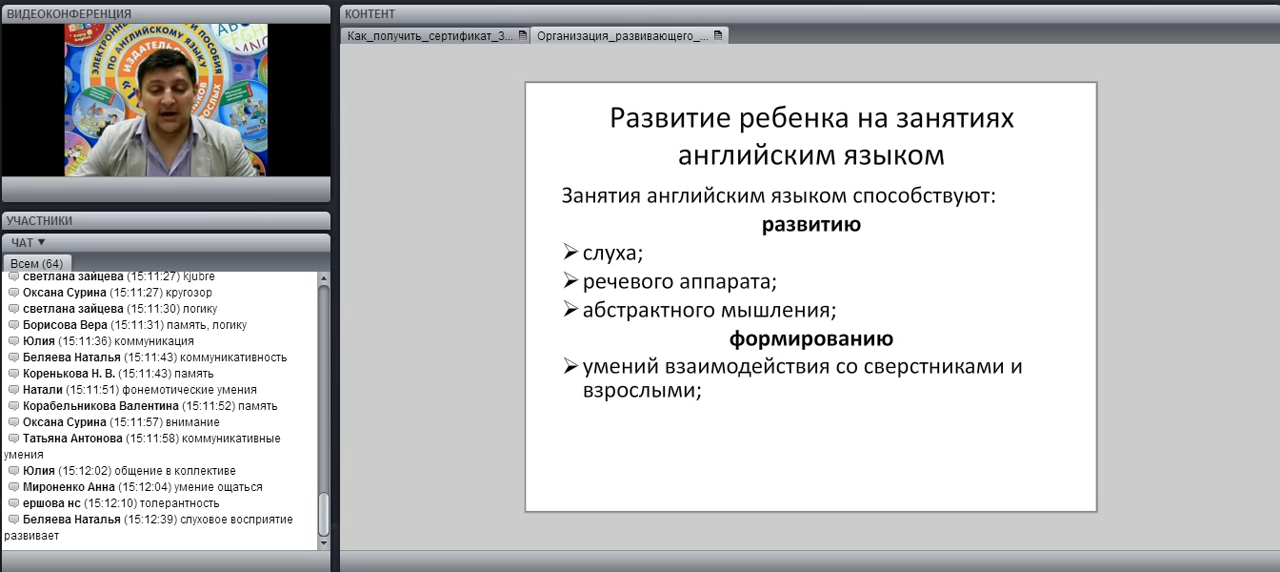 ВИДЕОКОНФЕРЕНЦИЯ
ЭЛЕКТРОННЫЕ
ПОСОБИЯ
ПО АНГЛИЙСКОМУ ЯЗЫКУ
УЧАСТНИКИ
ЧАТ
Всем (64)
светлана зайцева (15:11:27) kjubre
Оксана Сурина (15:11:27) кругозор
светлана зайцева (15:11:30) логику
Борисова Вера (15:11:31) память, логику
Юлия (15:11:36) коммуникация
Беляева Наталья (15:11:43) коммуникативность
Коренькова Н. В. (15:11:43) память
Натали (15:11:51) фонемотические умения
Корабельникова Валентина (15:11:52) память
Оксана Сурина (15:11:57) внимание
Татьяна Антонова (15:11:58) коммуникативные
умения
Юлия (15:12:02) общение в коллективе
Мироненко Анна (15:12:04) умение ощаться
ершова нс (15:12:10) толерантность
Беляева Наталья (15:12:39) слуховое восприятие
развивает
КОНТЕНТ
Как_получить_сертификат_3...
Организация_развивающего_...
Развитие ребенка на занятиях
английским языком
Занятия английским языком способствуют:
развитию
слуха;
речевого аппарата;
абстрактного мышления;
формированию
умений взаимодействия со сверстниками и
взрослыми;